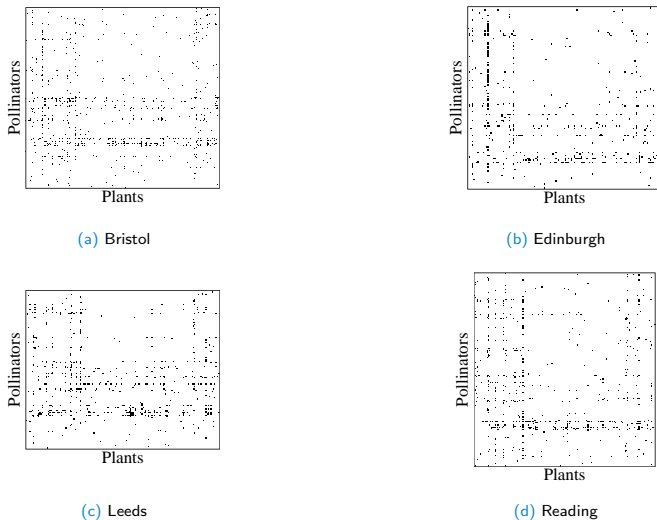 Pollinators
Plants
(a) Bristol
Pollinators
Plants
(b) Edinburgh
Pollinators
Plants
(c) Leeds
Pollinators
Plants
(d) Reading